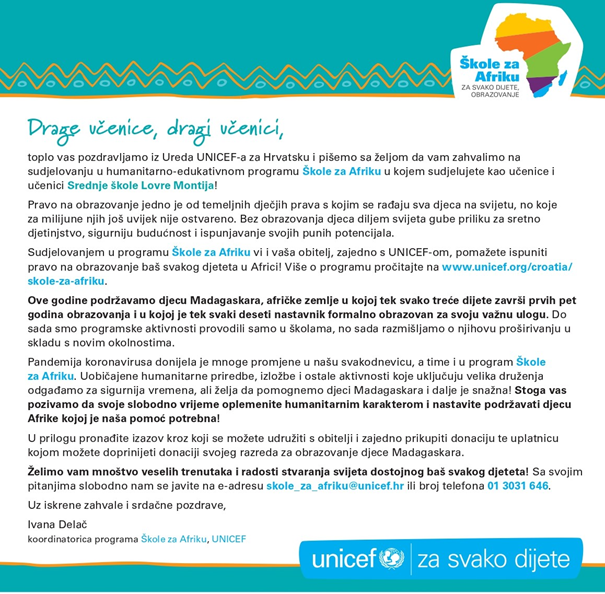 Škole za
Afriku
ZA SVAKO DIJETE,
OBRAZOVANJE
Drage učenice, dragi učenici,
toplo vas pozdravljamo iz Ureda UNICEF-a za Hrvatsku i pišemo sa željom da vam zahvalimo na
sudjelovanju u humanitarno-edukativnom programu Škole za Afriku u kojem sudjelujete kao učenice i
učenici Srednje škole Lovre Montija!
Pravo na obrazovanje jedno je od temeljnih dječjih prava s kojim se rađaju sva djeca na svijetu, no koje
za milijune njih još uvijek nije ostvareno. Bez obrazovanja djeca diljem svijeta gube priliku za sretno
djetinjstvo, sigurniju budućnost i ispunjavanje svojih punih potencijala.
Sudjelovanjem u programu Škole za Afriku vi i vaša obitelj, zajedno s UNICEF-om, pomažete ispuniti
pravo na obrazovanje baš svakog djeteta u Africi! Više o programu pročitajte na www.unicef.org/croatia/
skole-za-afriku.
Ove godine podržavamo djecu Madagaskara, afričke zemlje u kojoj tek svako treće dijete završi prvih pet
godina obrazovanja i u kojoj je tek svaki deseti nastavnik formalno obrazovan za svoju važnu ulogu. Do
sada smo programske aktivnosti provodili samo u školama, no sada razmišljamo o njihovu proširivanju u
skladu s novim okolnostima.
Pandemija koronavirusa donijela je mnoge promjene u našu svakodnevicu, a time i u program Škole
za Afriku. Uobičajene humanitarne priredbe, izložbe i ostale aktivnosti koje uključuju velika druženja
odgađamo za sigurnija vremena, ali želja da pomognemo djeci Madagaskara i dalje je snažna! Stoga vas
pozivamo da svoje slobodno vrijeme oplemenite humanitarnim karakterom i nastavite podržavati djecu
Afrike kojoj je naša pomoć potrebna!
U prilogu pronađite izazov kroz koji se možete udružiti s obitelji i zajedno prikupiti donaciju te uplatnicu
kojom možete doprinijeti donaciji svojeg razreda za obrazovanje djece Madagaskara.
Želimo vam mnoštvo veselih trenutaka i radosti stvaranja svijeta dostojnog baš svakog djeteta! Sa svojim
pitanjima slobodno nam se javite na e-adresu skole_za_afriku@unicef.hr ili broj telefona 01 3031 646.
Uz iskrene zahvale i srdačne pozdrave,
Ivana Delač
koordinatorica programa Škole za Afriku, UNICEF
unicef za svako dijete